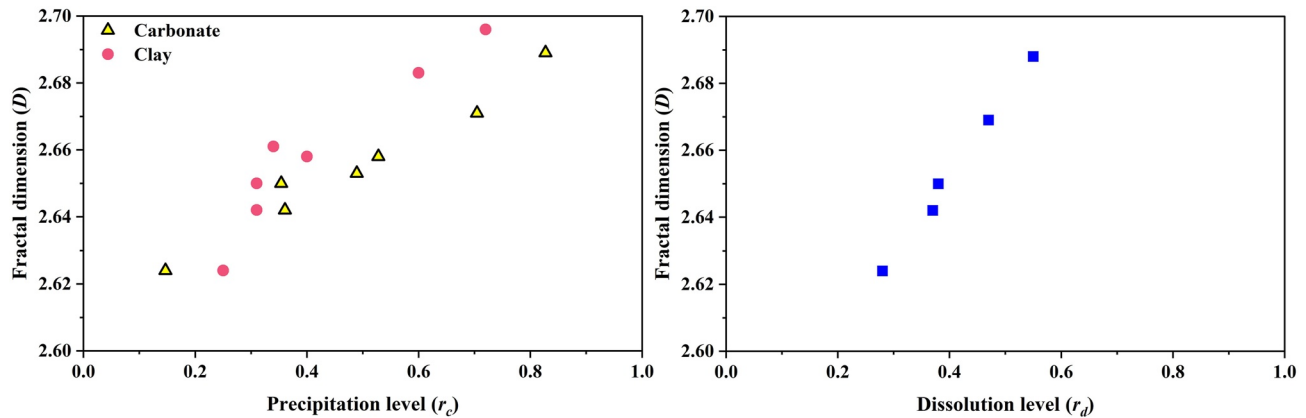 2.70
2.68
2.66
2.64
2.62
2.60
Fractal dimension (D)
Carbonate
Clay
0.0 0.2 0.4 0.6 0.8 1.0
Precipitation level (rc)
2.70
2.68
2.66
2.64
2.62
2.60
Fractal dimension (D)
0.0 0.2 0.4 0.6 0.8 1.0
Dissolution level (rd)